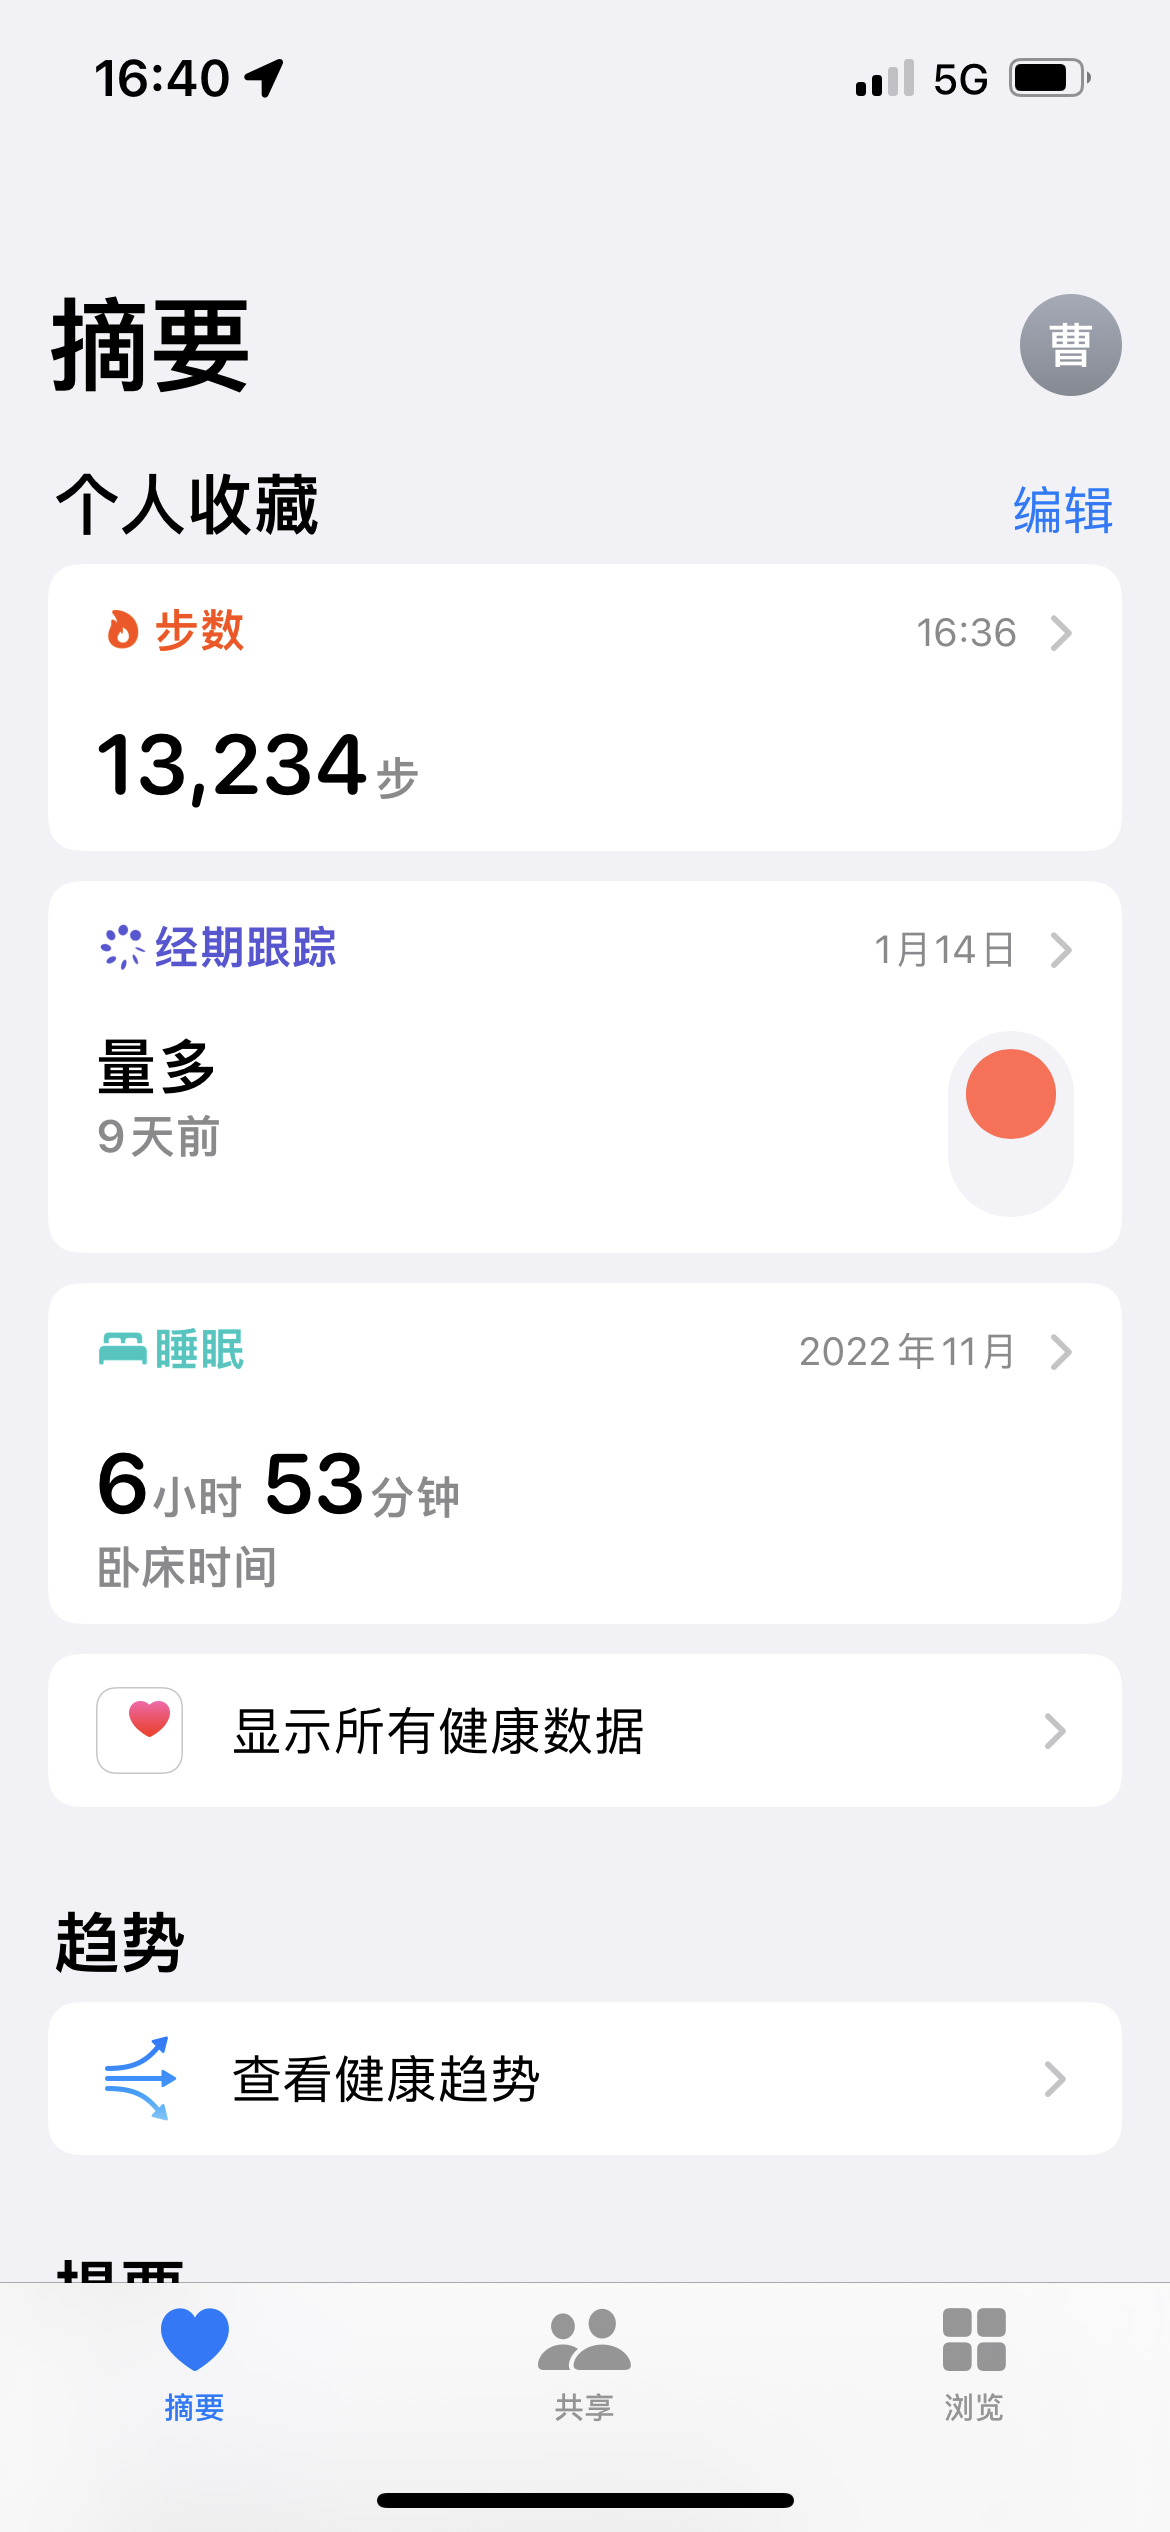 16:40 5G
摘要
曹
个人收藏 编辑
步数 16:36
13,234 步
经期跟踪 1月14日
量多
9天前
睡眠 2022年11月
6小时 53分钟
卧床时间
显示所有健康数据
趋势
查看健康趋势
摘要 共享 浏览